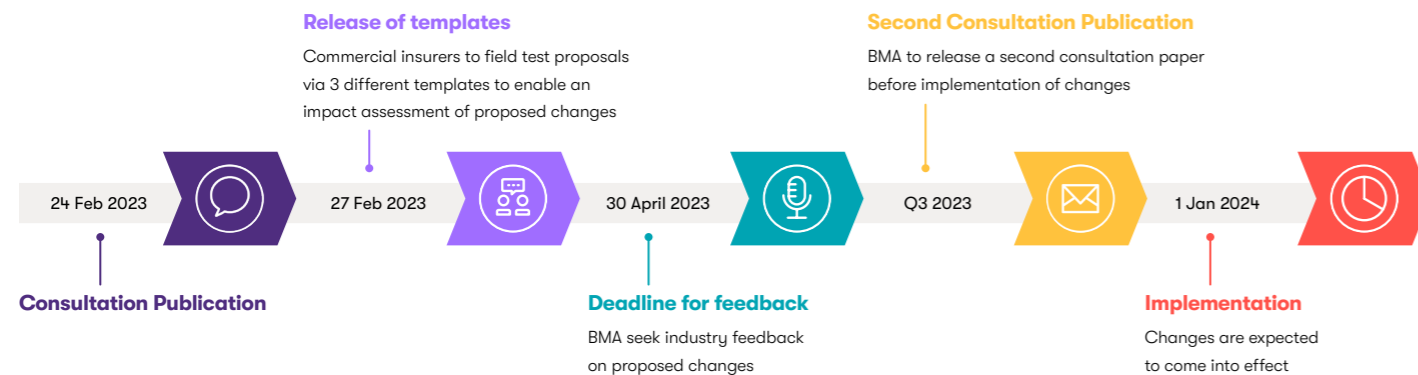 Release of templates
Commercial insurers to field test proposals
via 3 different templates to enable an
impact assessment of proposed changes
Second Consultation Publication
BMA to release a second consultation paper
before implementation of changes
24 Feb 2023
27 Feb 2023
30 April 2023
Q3 2023
1 Jan 2024
Consultation Publication
Deadline for feedback
BMA seek industry feedback
on proposed changes
Implementation
Changes are expected
to come into effect